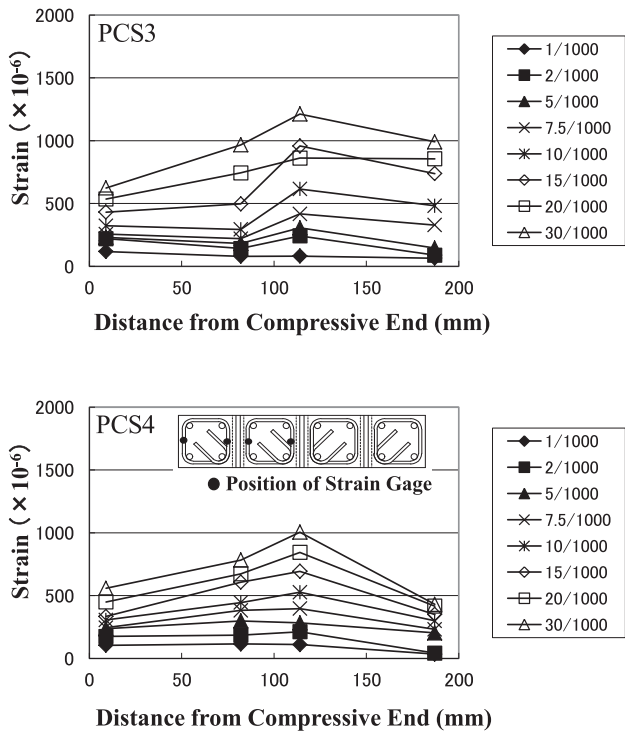 PCS3
2000
1500
1000
500
0
Strain (×10-6)
0 50 100 150 200
Distance from Compressive End (mm)
1/1000
2/1000
5/1000
7.5/1000
10/1000
15/1000
20/1000
30/1000
PCS4
2000
1500
1000
500
0
Strain (×10-6)
Position of Strain Gage
0 50 100 150 200
Distance from Compressive End (mm)
1/1000
2/1000
5/1000
7.5/1000
10/1000
15/1000
20/1000
30/1000